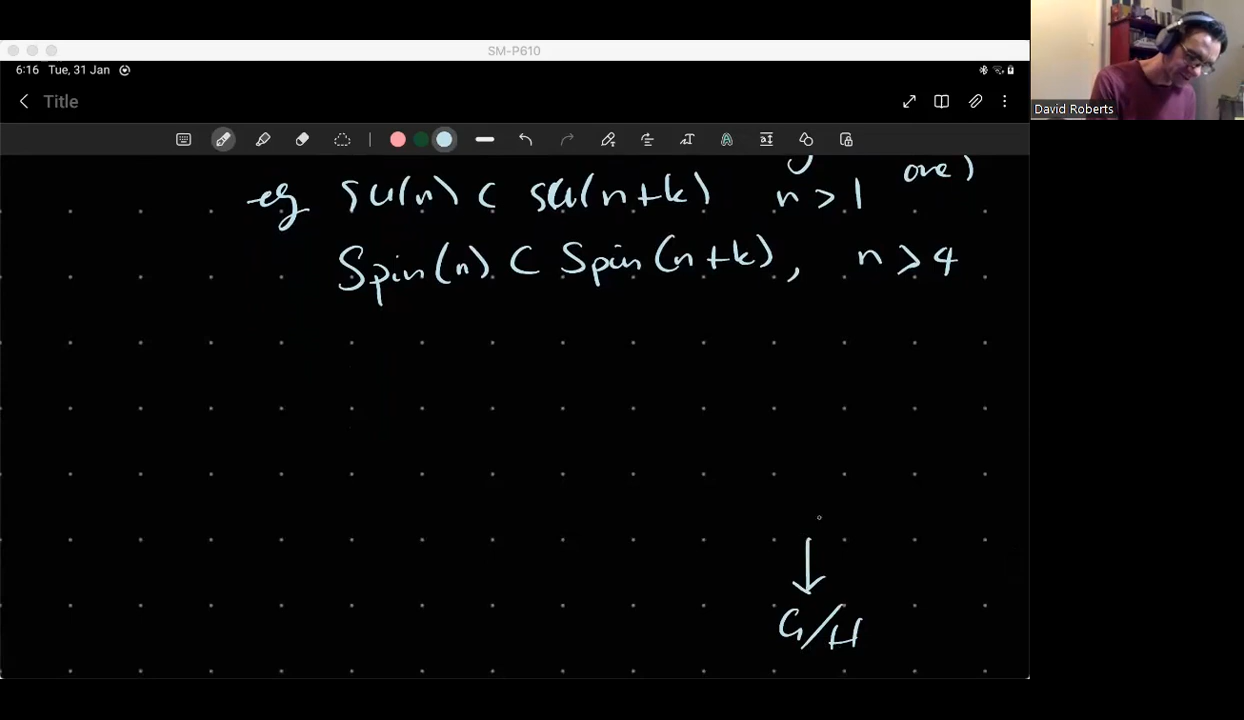 SM-P610
6:16 Tue, 31 Jan
Title
David Roberts
one)
eg SU(n) ⊂ SU(n+k) n > 1
Spin(n) ⊂ Spin(n+k), n > 4
↓
G/H